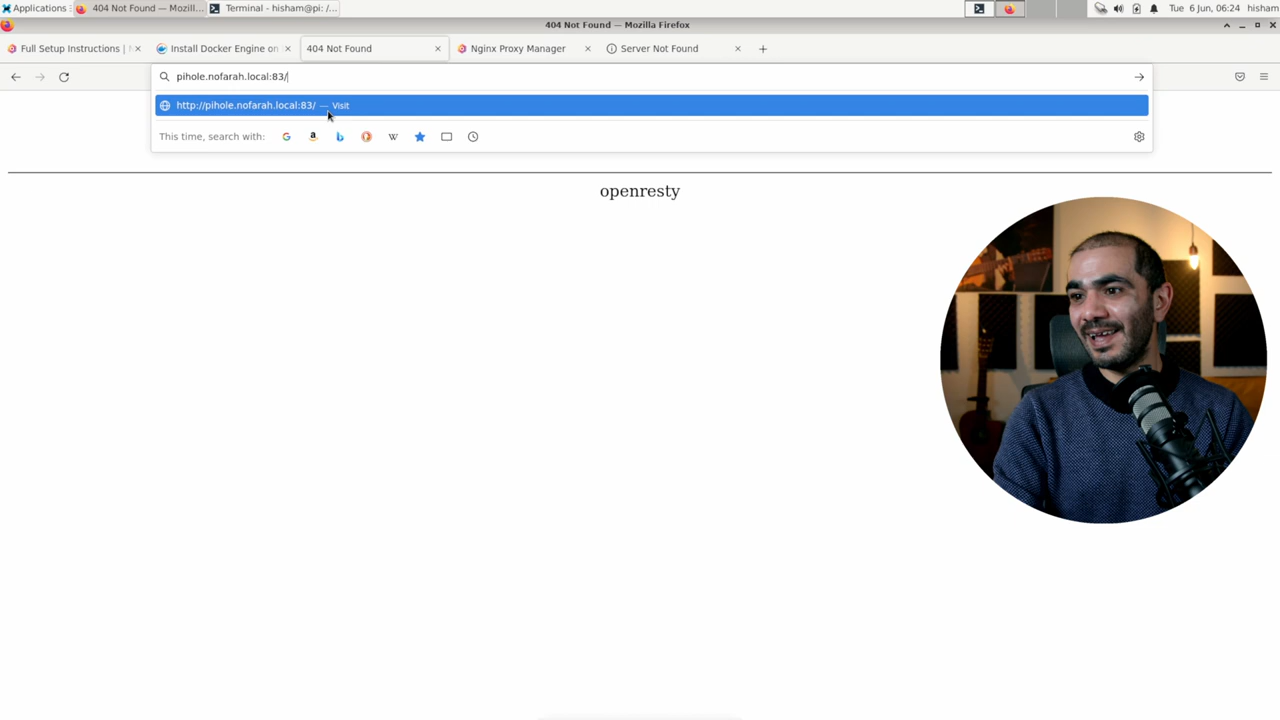 Applications
404 Not Found — Mozill...
Terminal - hisham@pi: /...
Tue 6 Jun, 06:24
hisham
404 Not Found — Mozilla Firefox
Full Setup Instructions |
Install Docker Engine on
404 Not Found
Nginx Proxy Manager
Server Not Found
pihole.nofarah.local:83/
http://pihole.nofarah.local:83/ — Visit
This time, search with:
openresty